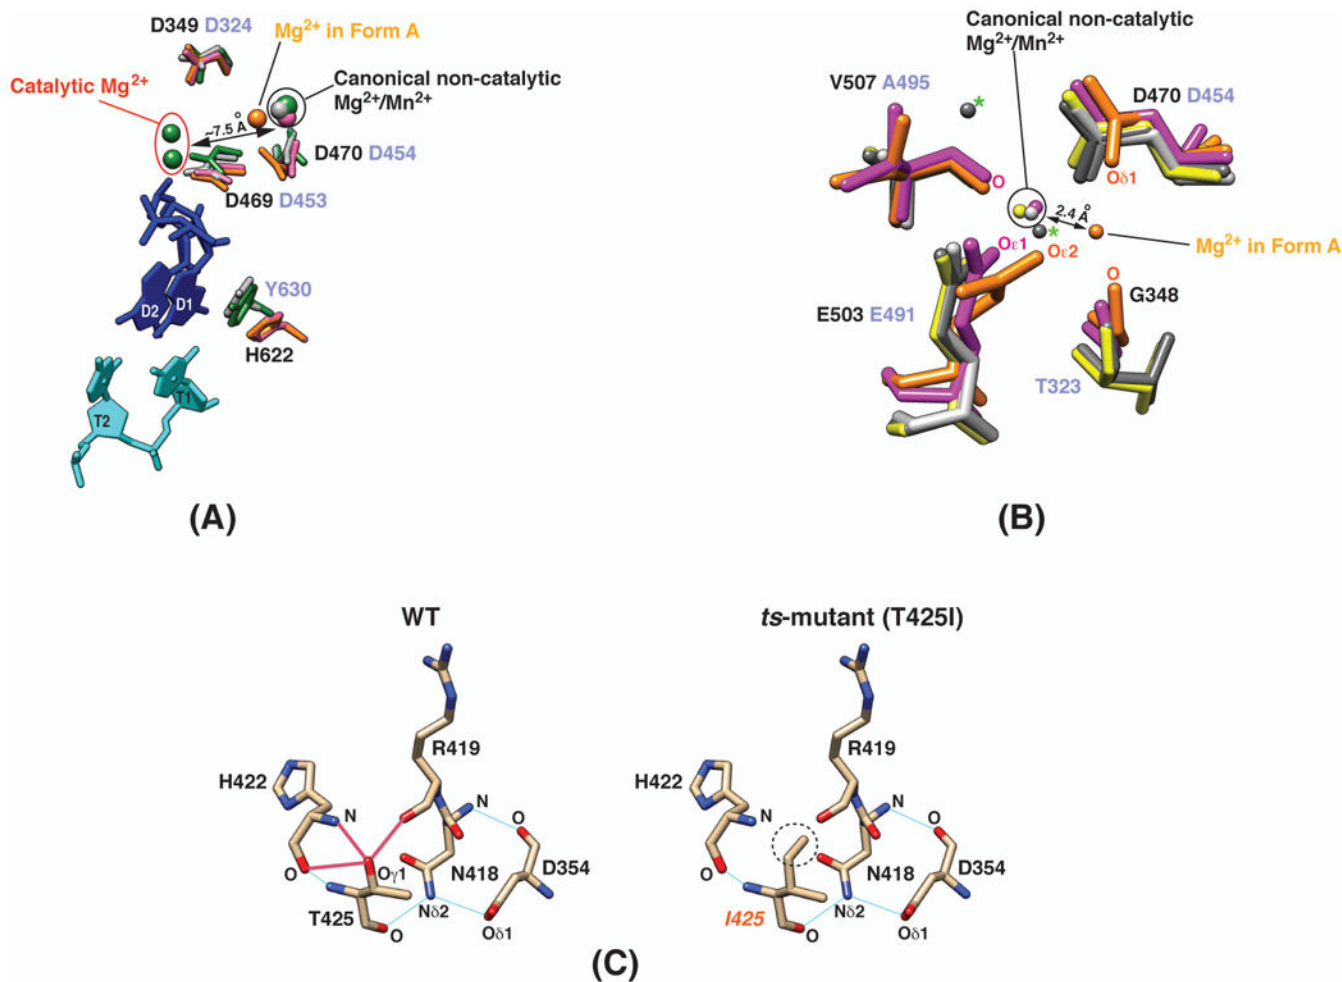 D349 D324
Mg2+ in Form A
Catalytic Mg2+
Canonical non-catalytic
Mg2+/Mn2+
~7.5 Å
D470 D454
D469 D453
Y630
D2 D1
H622
T1
T2
(A)
Canonical non-catalytic
Mg2+/Mn2+
V507 A495
*
D470 D454
O
Oδ1
2.4 Å
*
Oε1
Oε2
Mg2+ in Form A
O
G348
E503 E491
T323
(B)
WT
R419
H422
N
N
O
O
Oγ1
N418
D354
T425
Nδ2
O
Oδ1
ts-mutant (T425I)
R419
H422
N
N
O
O
N418
D354
I425
Nδ2
O
Oδ1
(C)